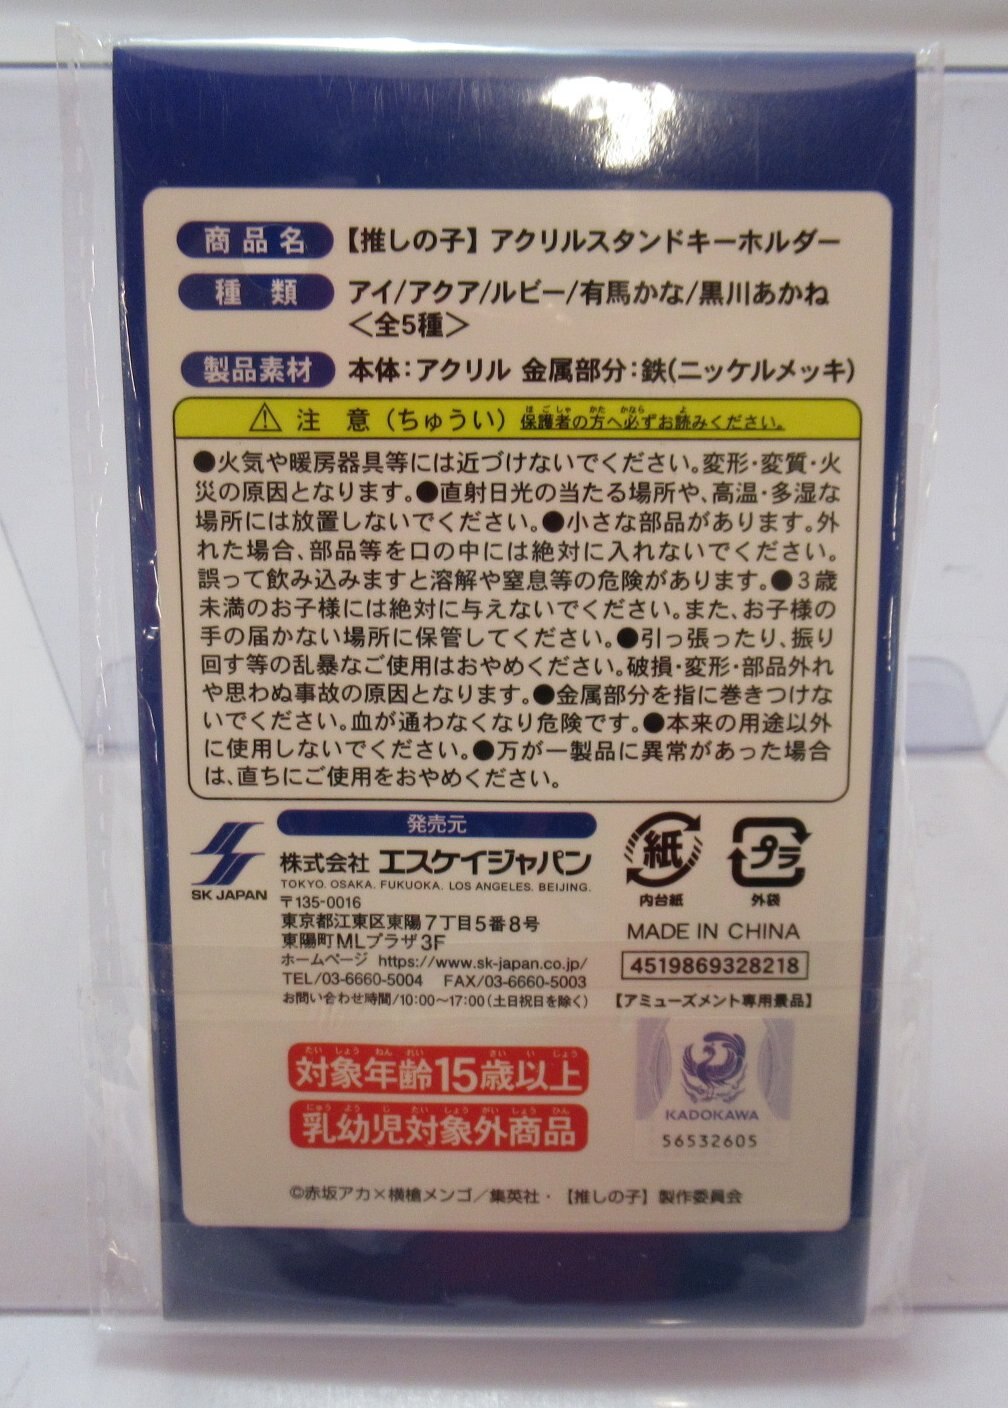 商品名 【推しの子】アクリルスタンドキーホルダー
種類 アイ/アクア/ルビー/有馬かな/黒川あかね
＜全5種＞
製品素材 本体：アクリル 金属部分：鉄(ニッケルメッキ)
注意（ちゅうい）保護者の方へ必ずお読みください。
●火気や暖房器具等には近づけないでください。変形・変質・火
災の原因となります。●直射日光の当たる場所や、高温・多湿な
場所には放置しないでください。●小さな部品があります。外
れた場合、部品等を口の中には絶対に入れないでください。
誤って飲み込みますと溶解や窒息等の危険があります。●3歳
未満のお子様には絶対に与えないでください。また、お子様の
手の届かない場所に保管してください。●引っ張ったり、振り
回す等の乱暴なご使用はおやめください。破損・変形・部品外れ
や思わぬ事故の原因となります。●金属部分を指に巻きつけな
いでください。血が通わなくなり危険です。●本来の用途以外
に使用しないでください。●万が一製品に異常があった場合
は、直ちにご使用をおやめください。
SK JAPAN
発売元
株式会社 エスケイジャパン
TOKYO. OSAKA. FUKUOKA. LOS ANGELES. BEIJING.
〒135-0016
東京都江東区東陽7丁目5番8号
東陽町MLプラザ3F
ホームページ https://www.sk-japan.co.jp/
TEL/03-6660-5004 FAX/03-6660-5003
お問い合わせ時間/10:00～17:00（土日祝日を除く）
紙
内台紙
プラ
外袋
MADE IN CHINA
4519869328218
【アミューズメント専用景品】
対象年齢15歳以上
乳幼児対象外商品
KADOKAWA
56532605
©赤坂アカ×横槍メンゴ／集英社・【推しの子】製作委員会